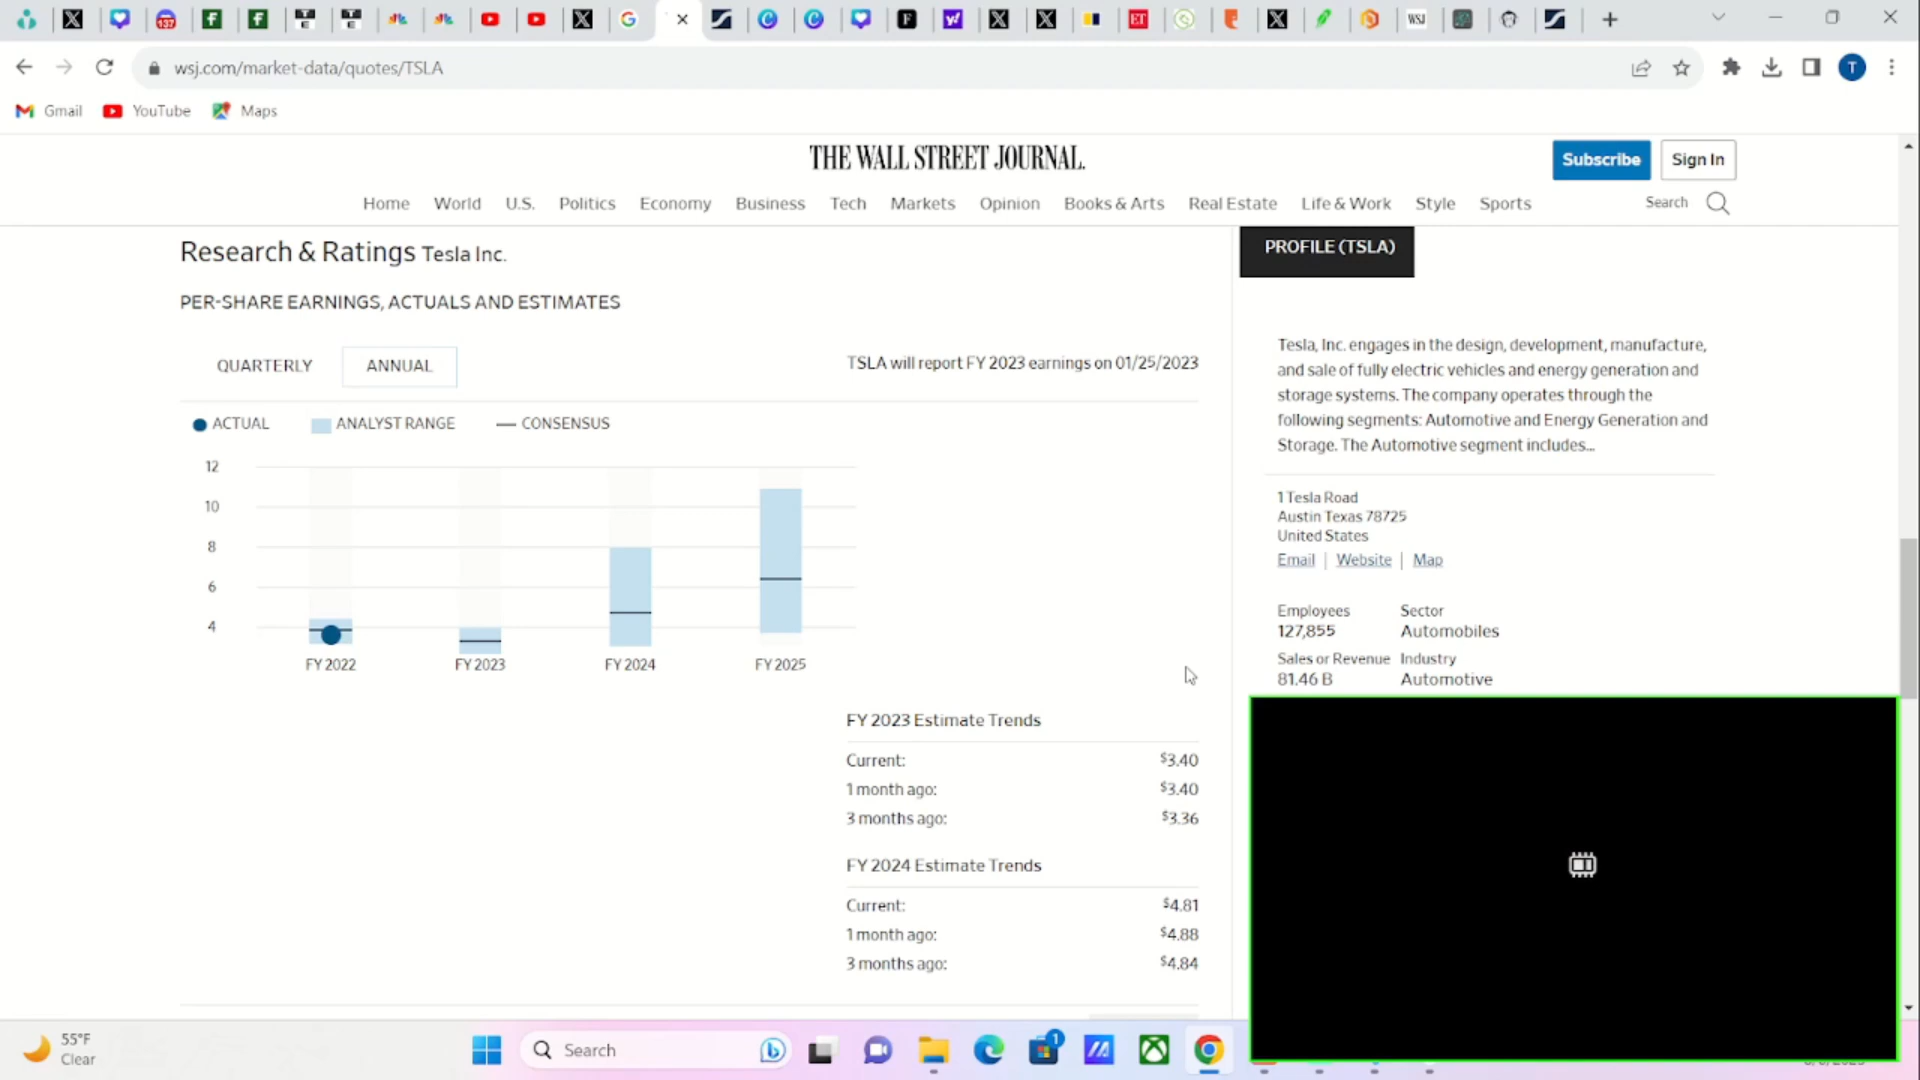 137
WSJ
wsj.com/market-data/quotes/TSLA
T
Gmail YouTube Maps
THE WALL STREET JOURNAL.
Subscribe Sign In
Home World U.S. Politics Economy Business Tech Markets Opinion Books & Arts Real Estate Life & Work Style Sports Search
Research & Ratings Tesla Inc.
PER-SHARE EARNINGS, ACTUALS AND ESTIMATES
QUARTERLY ANNUAL
TSLA will report FY 2023 earnings on 01/25/2023
ACTUAL ANALYST RANGE CONSENSUS
12
10
8
6
4
FY 2022 FY 2023 FY 2024 FY 2025
FY 2023 Estimate Trends
Current: $3.40
1 month ago: $3.40
3 months ago: $3.36
FY 2024 Estimate Trends
Current: $4.81
1 month ago: $4.88
3 months ago: $4.84
PROFILE (TSLA)
Tesla, Inc. engages in the design, development, manufacture,
and sale of fully electric vehicles and energy generation and
storage systems. The company operates through the
following segments: Automotive and Energy Generation and
Storage. The Automotive segment includes...
1 Tesla Road
Austin Texas 78725
United States
Email | Website | Map
Employees Sector
127,855 Automobiles
Sales or Revenue Industry
81.46 B Automotive
55°F
Clear
Search
1